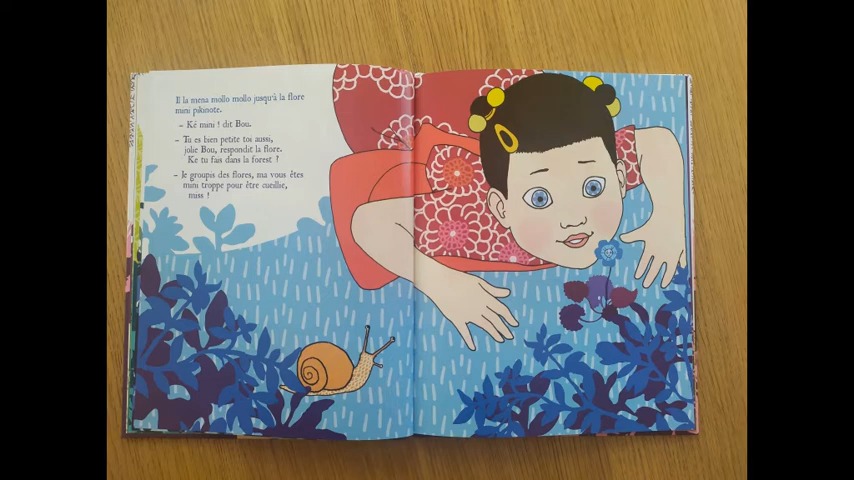 Il la mena mollo mollo jusqu'à la flore
mini pikinote.
– Ké mini ! dit Bou.
– Tu es bien petite toi aussi,
jolie Bou, respondit la flore.
Ke tu fais dans la forest ?
– Je groupis des flores, ma vous êtes
mini troppe pour être cueillie,
miss !